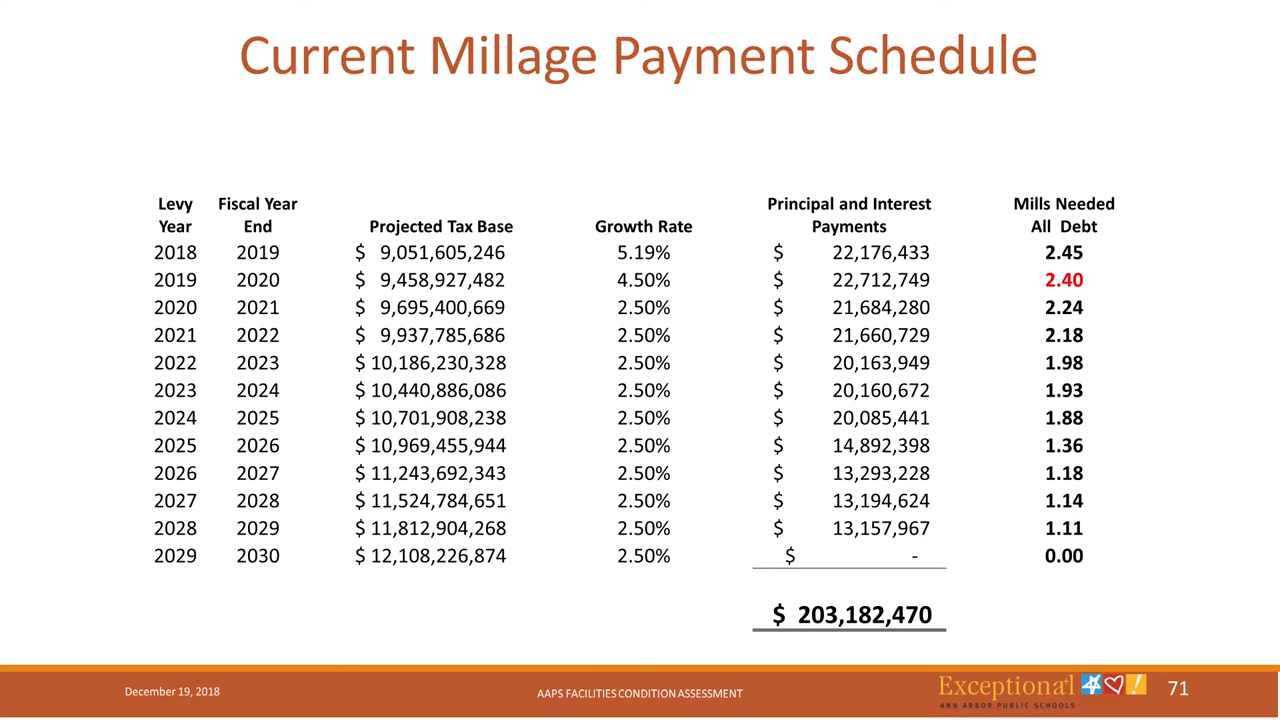 Current Millage Payment Schedule
Levy Fiscal Year Principal and Interest Mills Needed
Year End Projected Tax Base Growth Rate Payments All Debt
2018 2019 $ 9,051,605,246 5.19% $ 22,176,433 2.45
2019 2020 $ 9,458,927,482 4.50% $ 22,712,749 2.40
2020 2021 $ 9,695,400,669 2.50% $ 21,684,280 2.24
2021 2022 $ 9,937,785,686 2.50% $ 21,660,729 2.18
2022 2023 $ 10,186,230,328 2.50% $ 20,163,949 1.98
2023 2024 $ 10,440,886,086 2.50% $ 20,160,672 1.93
2024 2025 $ 10,701,908,238 2.50% $ 20,085,441 1.88
2025 2026 $ 10,969,455,944 2.50% $ 14,892,398 1.36
2026 2027 $ 11,243,692,343 2.50% $ 13,293,228 1.18
2027 2028 $ 11,524,784,651 2.50% $ 13,194,624 1.14
2028 2029 $ 11,812,904,268 2.50% $ 13,157,967 1.11
2029 2030 $ 12,108,226,874 2.50% $ - 0.00
$ 203,182,470
December 19, 2018 AAPS FACILITIES CONDITION ASSESSMENT Exceptional 71
ANN ARBOR PUBLIC SCHOOLS